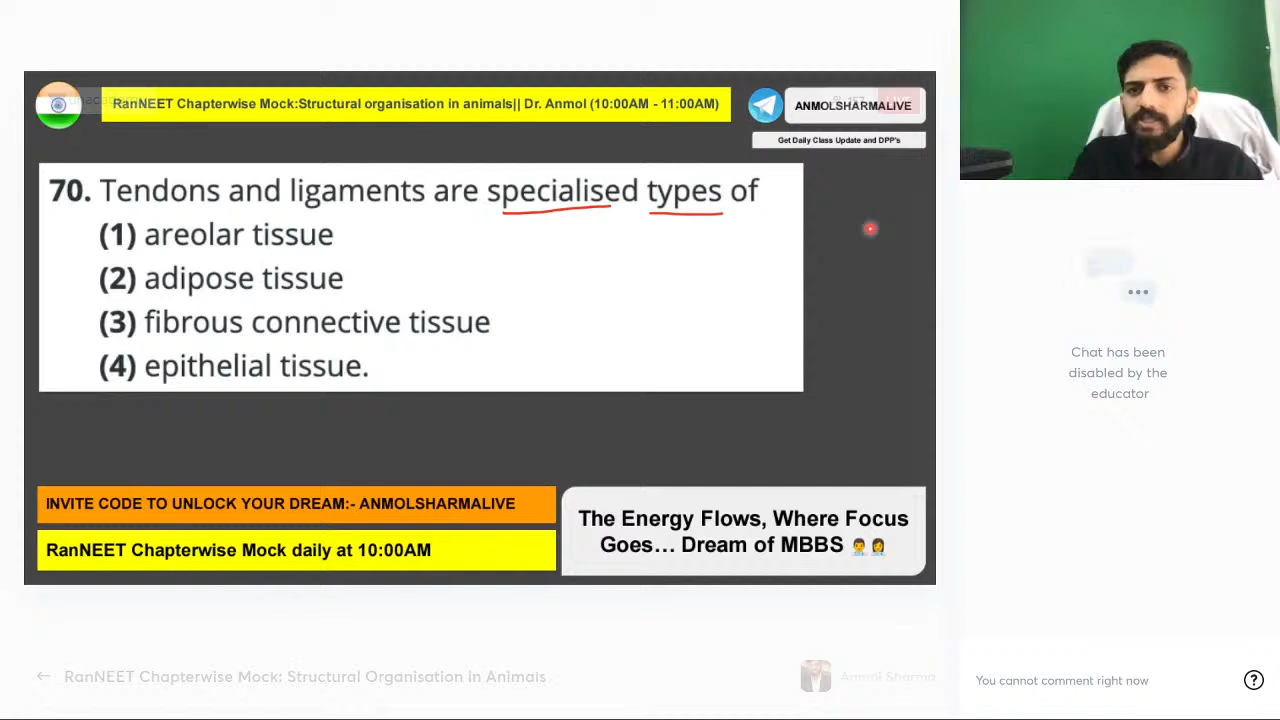 RanNEET Chapterwise Mock:Structural organisation in animals|| Dr. Anmol (10:00AM - 11:00AM)
ANMOLSHARMALIVE
Get Daily Class Update and DPP's
70. Tendons and ligaments are specialised types of
(1) areolar tissue
(2) adipose tissue
(3) fibrous connective tissue
(4) epithelial tissue.
Chat has been
disabled by the
educator
INVITE CODE TO UNLOCK YOUR DREAM:- ANMOLSHARMALIVE
RanNEET Chapterwise Mock daily at 10:00AM
The Energy Flows, Where Focus
Goes... Dream of MBBS
RanNEET Chapterwise Mock: Structural Organisation in Animals
Anmol Sharma
You cannot comment right now